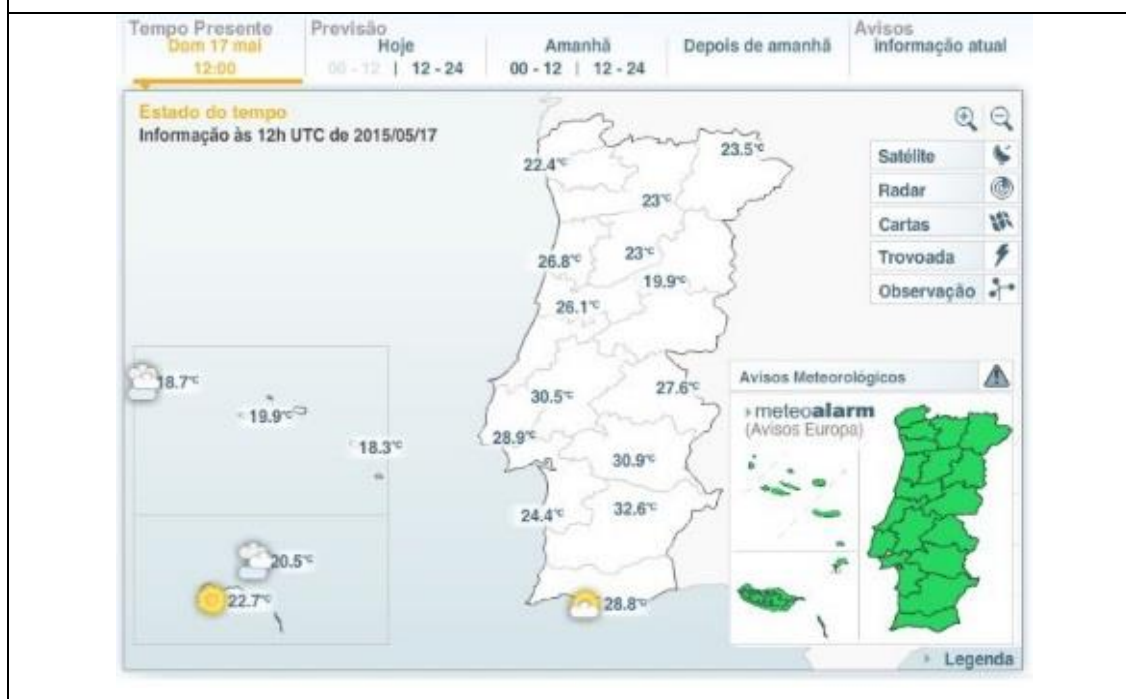 Tempo Presente
Dom 17 mai
12:00
Previsão
Hoje
00 - 12 | 12 - 24
Amanhã
00 - 12 | 12 - 24
Depois de amanhã
Avisos
informação atual
Estado do tempo
Informação às 12h UTC de 2015/05/17
Satélite
Radar
Cartas
Trovoada
Observação
22.4°C
23.5°C
23°C
26.8°C
23°C
19.9°C
26.1°C
18.7°C
19.9°C
18.3°C
30.5°C
27.6°C
28.9°C
30.9°C
24.4°C
32.6°C
20.5°C
22.7°C
28.8°C
Avisos Meteorológicos
meteoalarm
(Avisos Europa)
Legenda